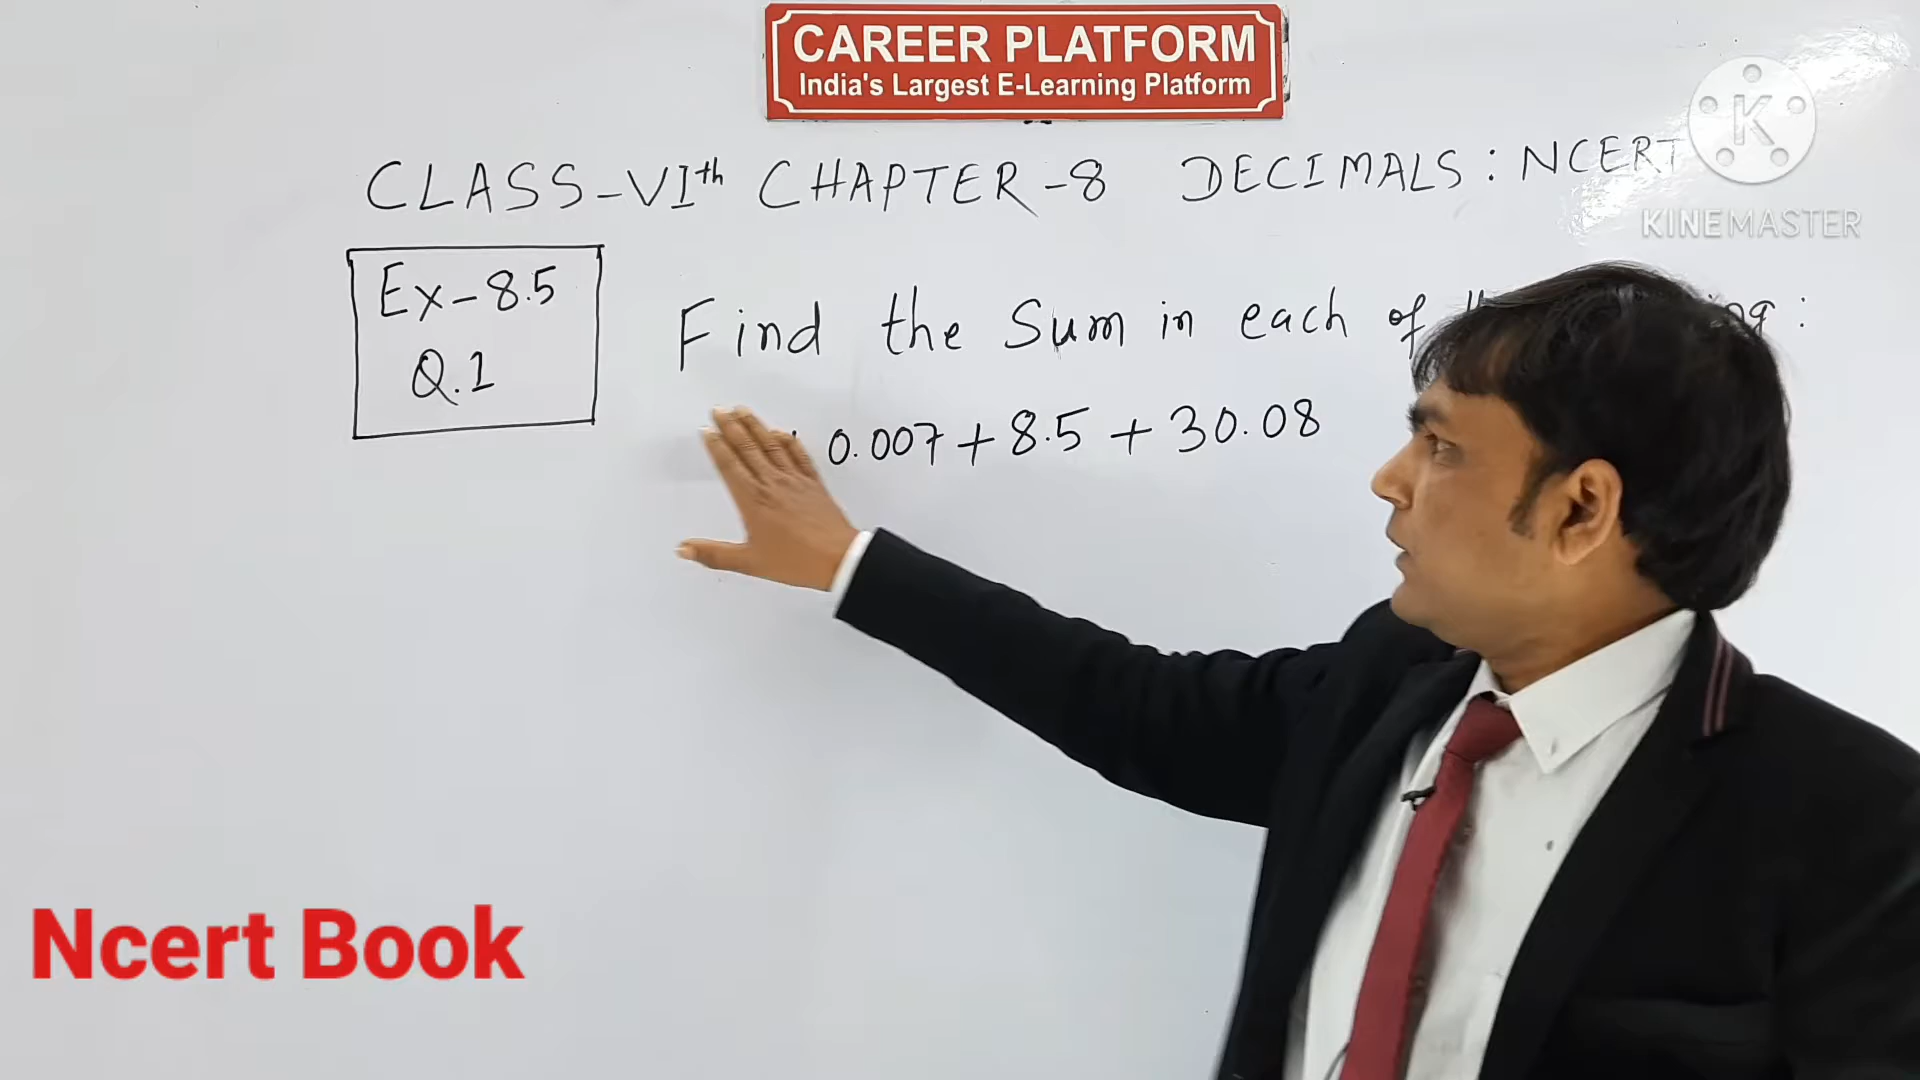 CAREER PLATFORM
India's Largest E-Learning Platform
K
KINEMASTER
CLASS-VIth CHAPTER-8 DECIMALS: NCERT
Ex-8.5
Q.1
Find the Sum in each of :
0.007 + 8.5 + 30.08
Ncert Book